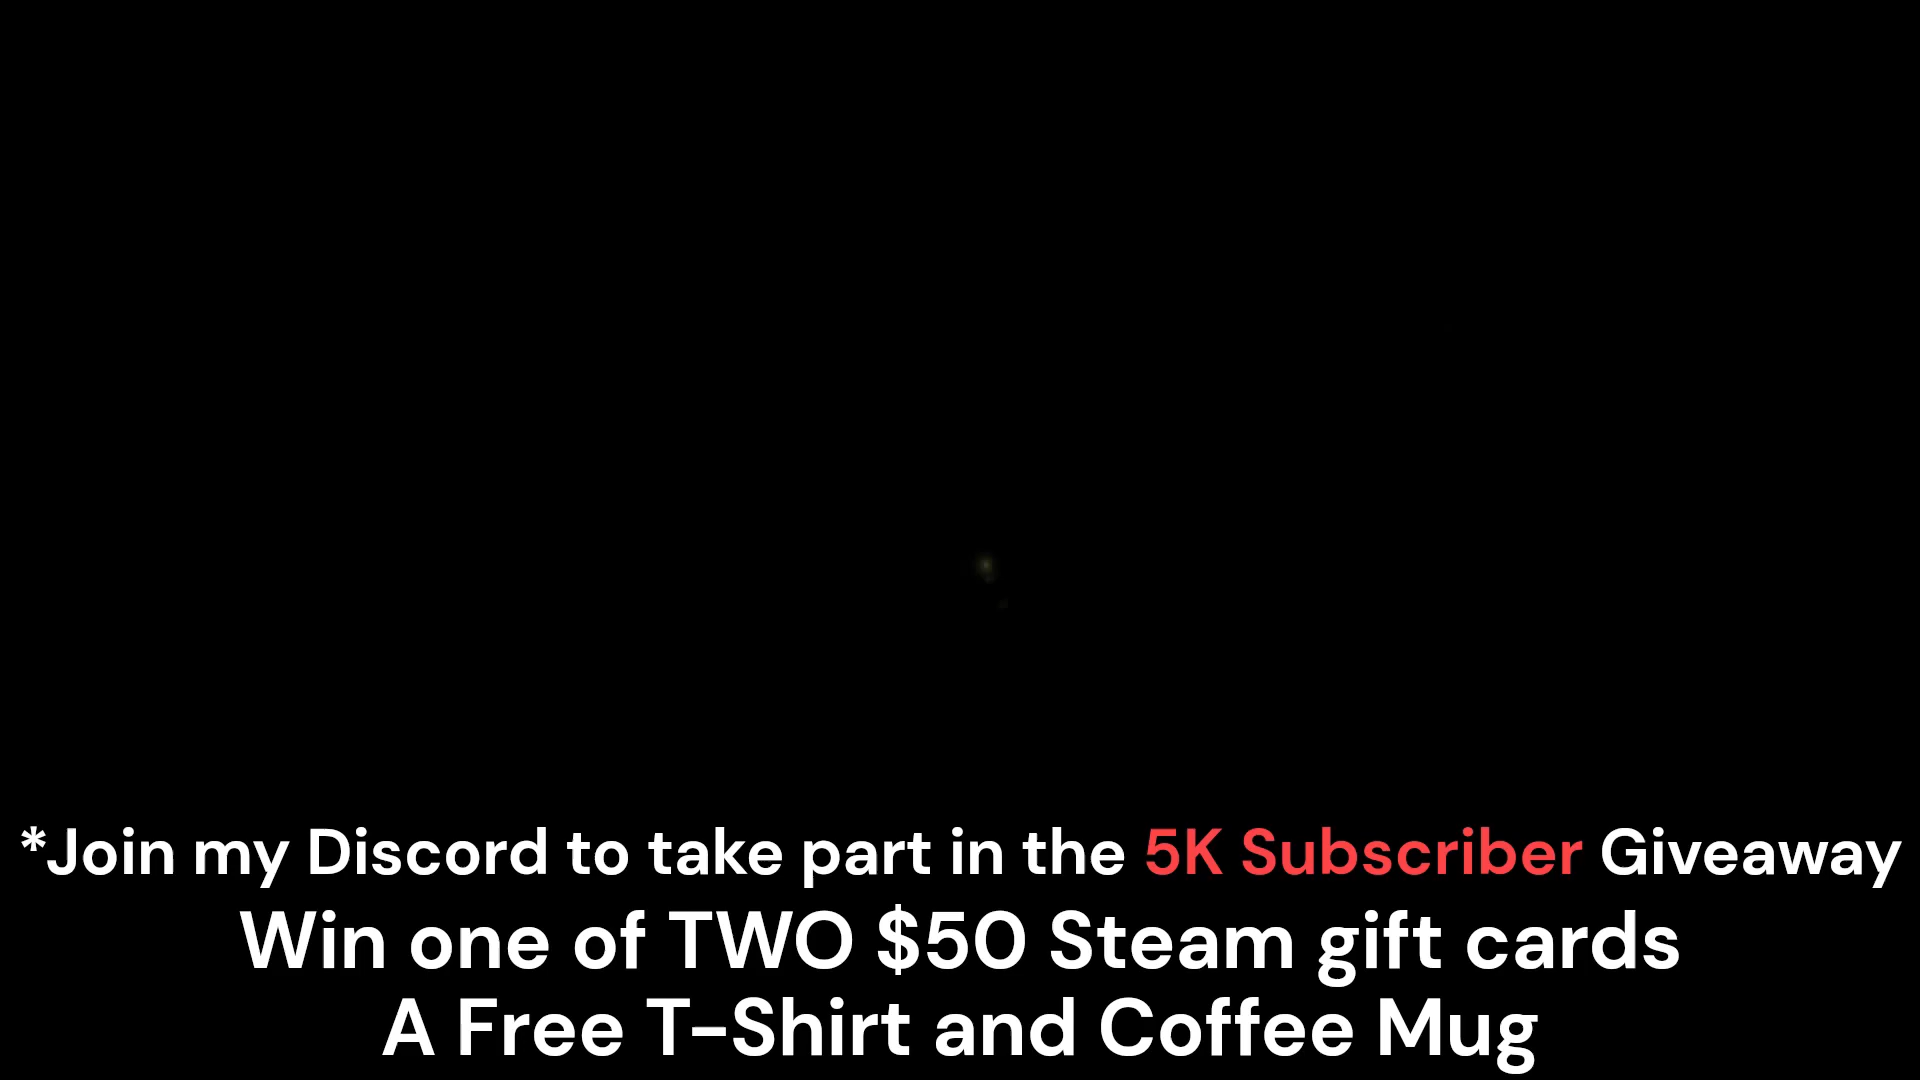 *Join my Discord to take part in the 5K Subscriber Giveaway
Win one of TWO $50 Steam gift cards
A Free T-Shirt and Coffee Mug